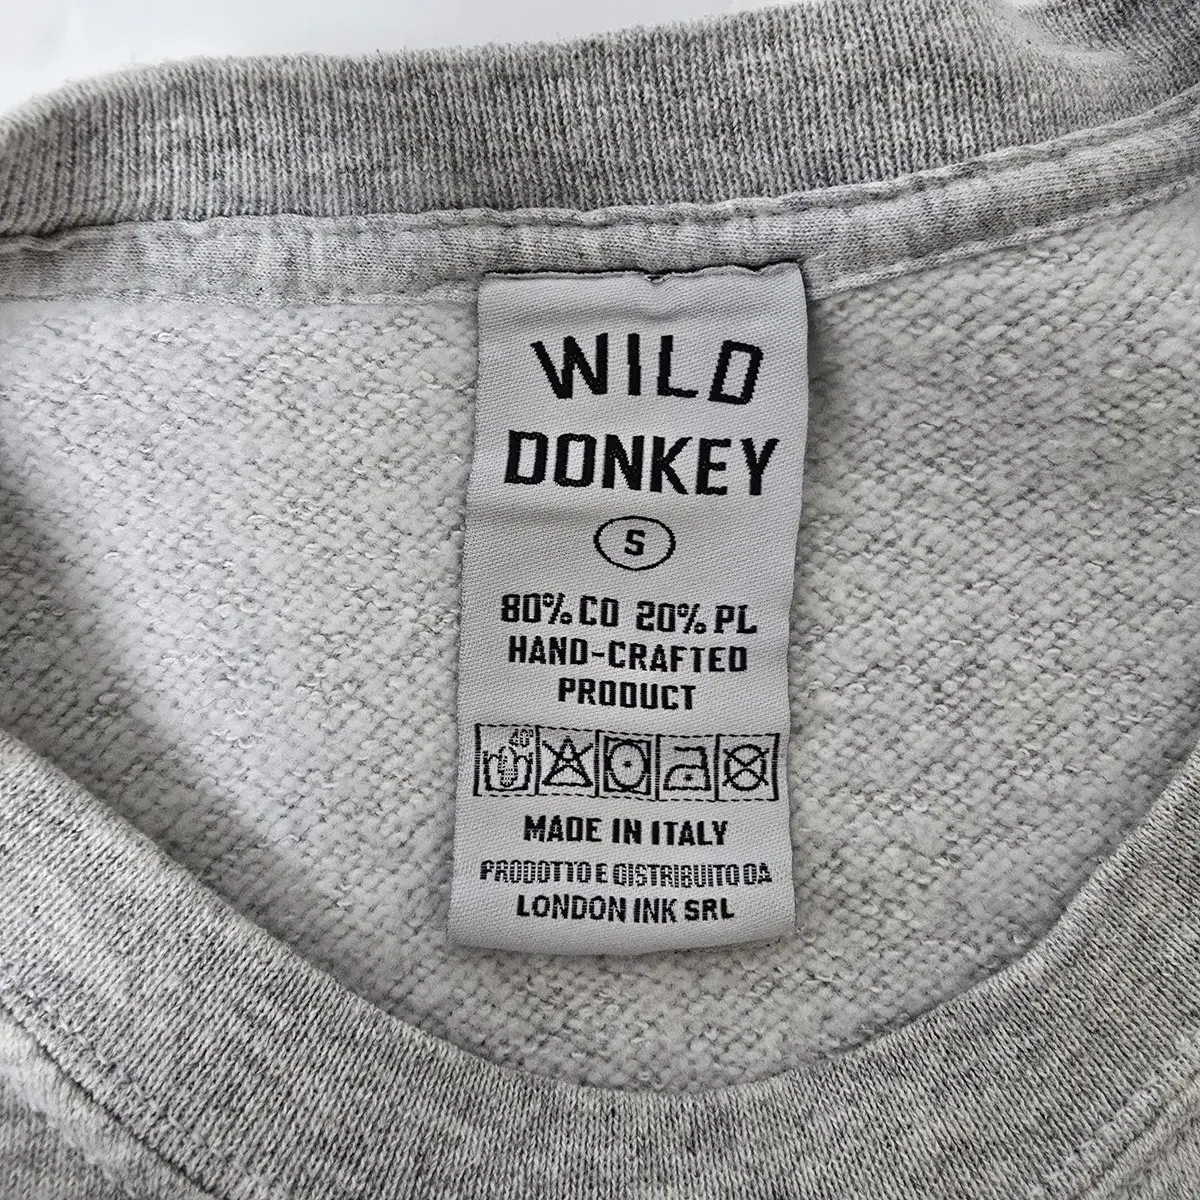 WILD
DONKEY
S
80% CO 20% PL
HAND-CRAFTED
PRODUCT
40°
MADE IN ITALY
PRODOTTO E DISTRIBUITO DA
LONDON INK SRL